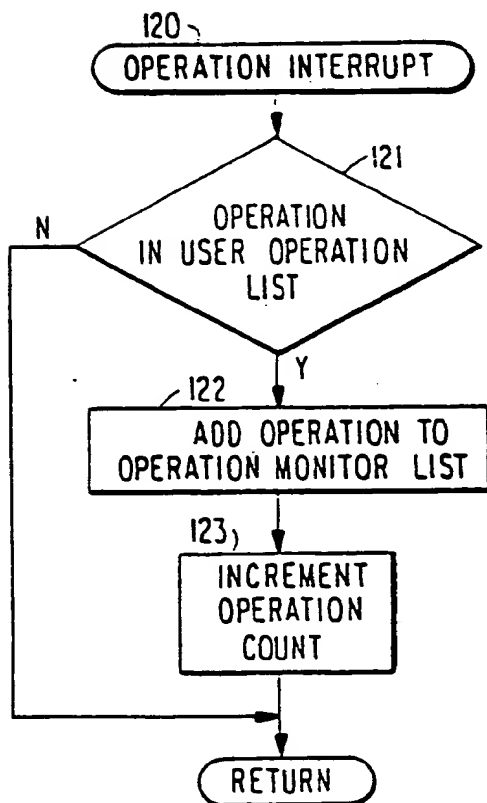 120
OPERATION INTERRUPT
121
OPERATION
IN USER OPERATION
LIST
N
Y
122
ADD OPERATION TO
OPERATION MONITOR LIST
123
INCREMENT
OPERATION
COUNT
RETURN